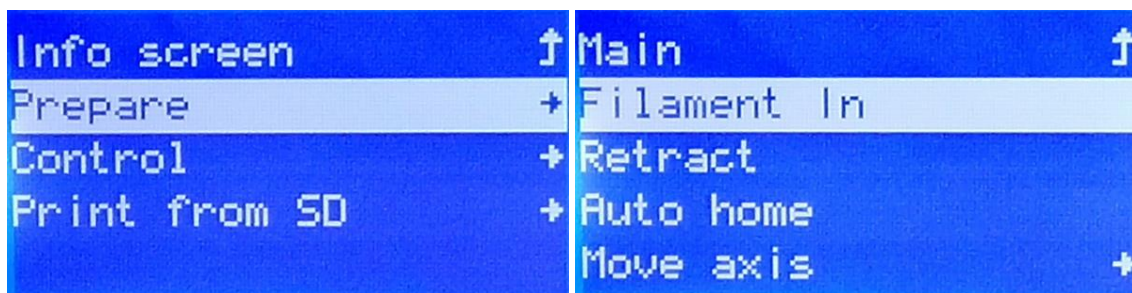 Info screen
Prepare
Control
Print from SD
Main
Filament In
Retract
Auto home
Move axis